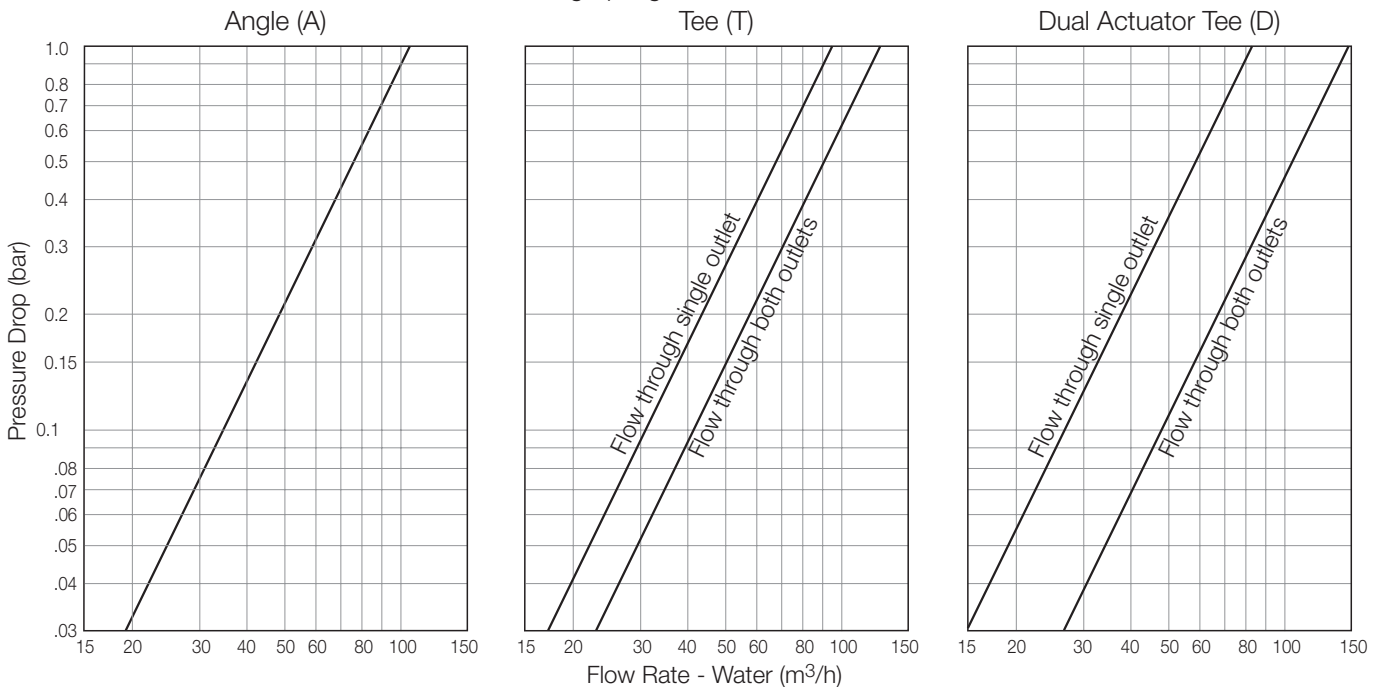 Angle (A)
Tee (T)
Dual Actuator Tee (D)
Pressure Drop (bar)
1.0
0.8
0.7
0.6
0.5
0.4
0.3
0.2
0.15
0.1
.08
.07
.06
.05
.04
.03
Flow through single outlet
Flow through both outlets
Flow through single outlet
Flow through both outlets
15 20 30 40 50 60 80 100 150
15 20 30 40 50 60 80 100 150
15 20 30 40 50 60 80 100 150
Flow Rate - Water (m³/h)